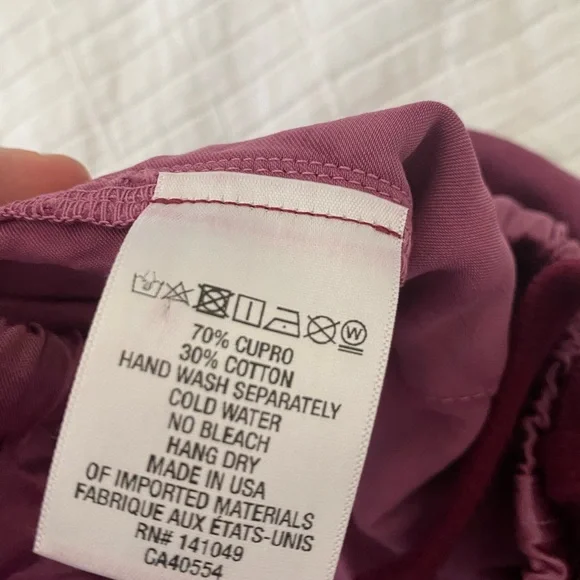 W
70% CUPRO
30% COTTON
HAND WASH SEPARATELY
COLD WATER
NO BLEACH
HANG DRY
MADE IN USA
OF IMPORTED MATERIALS
FABRIQUE AUX ÉTATS-UNIS
RN# 141049
CA40554